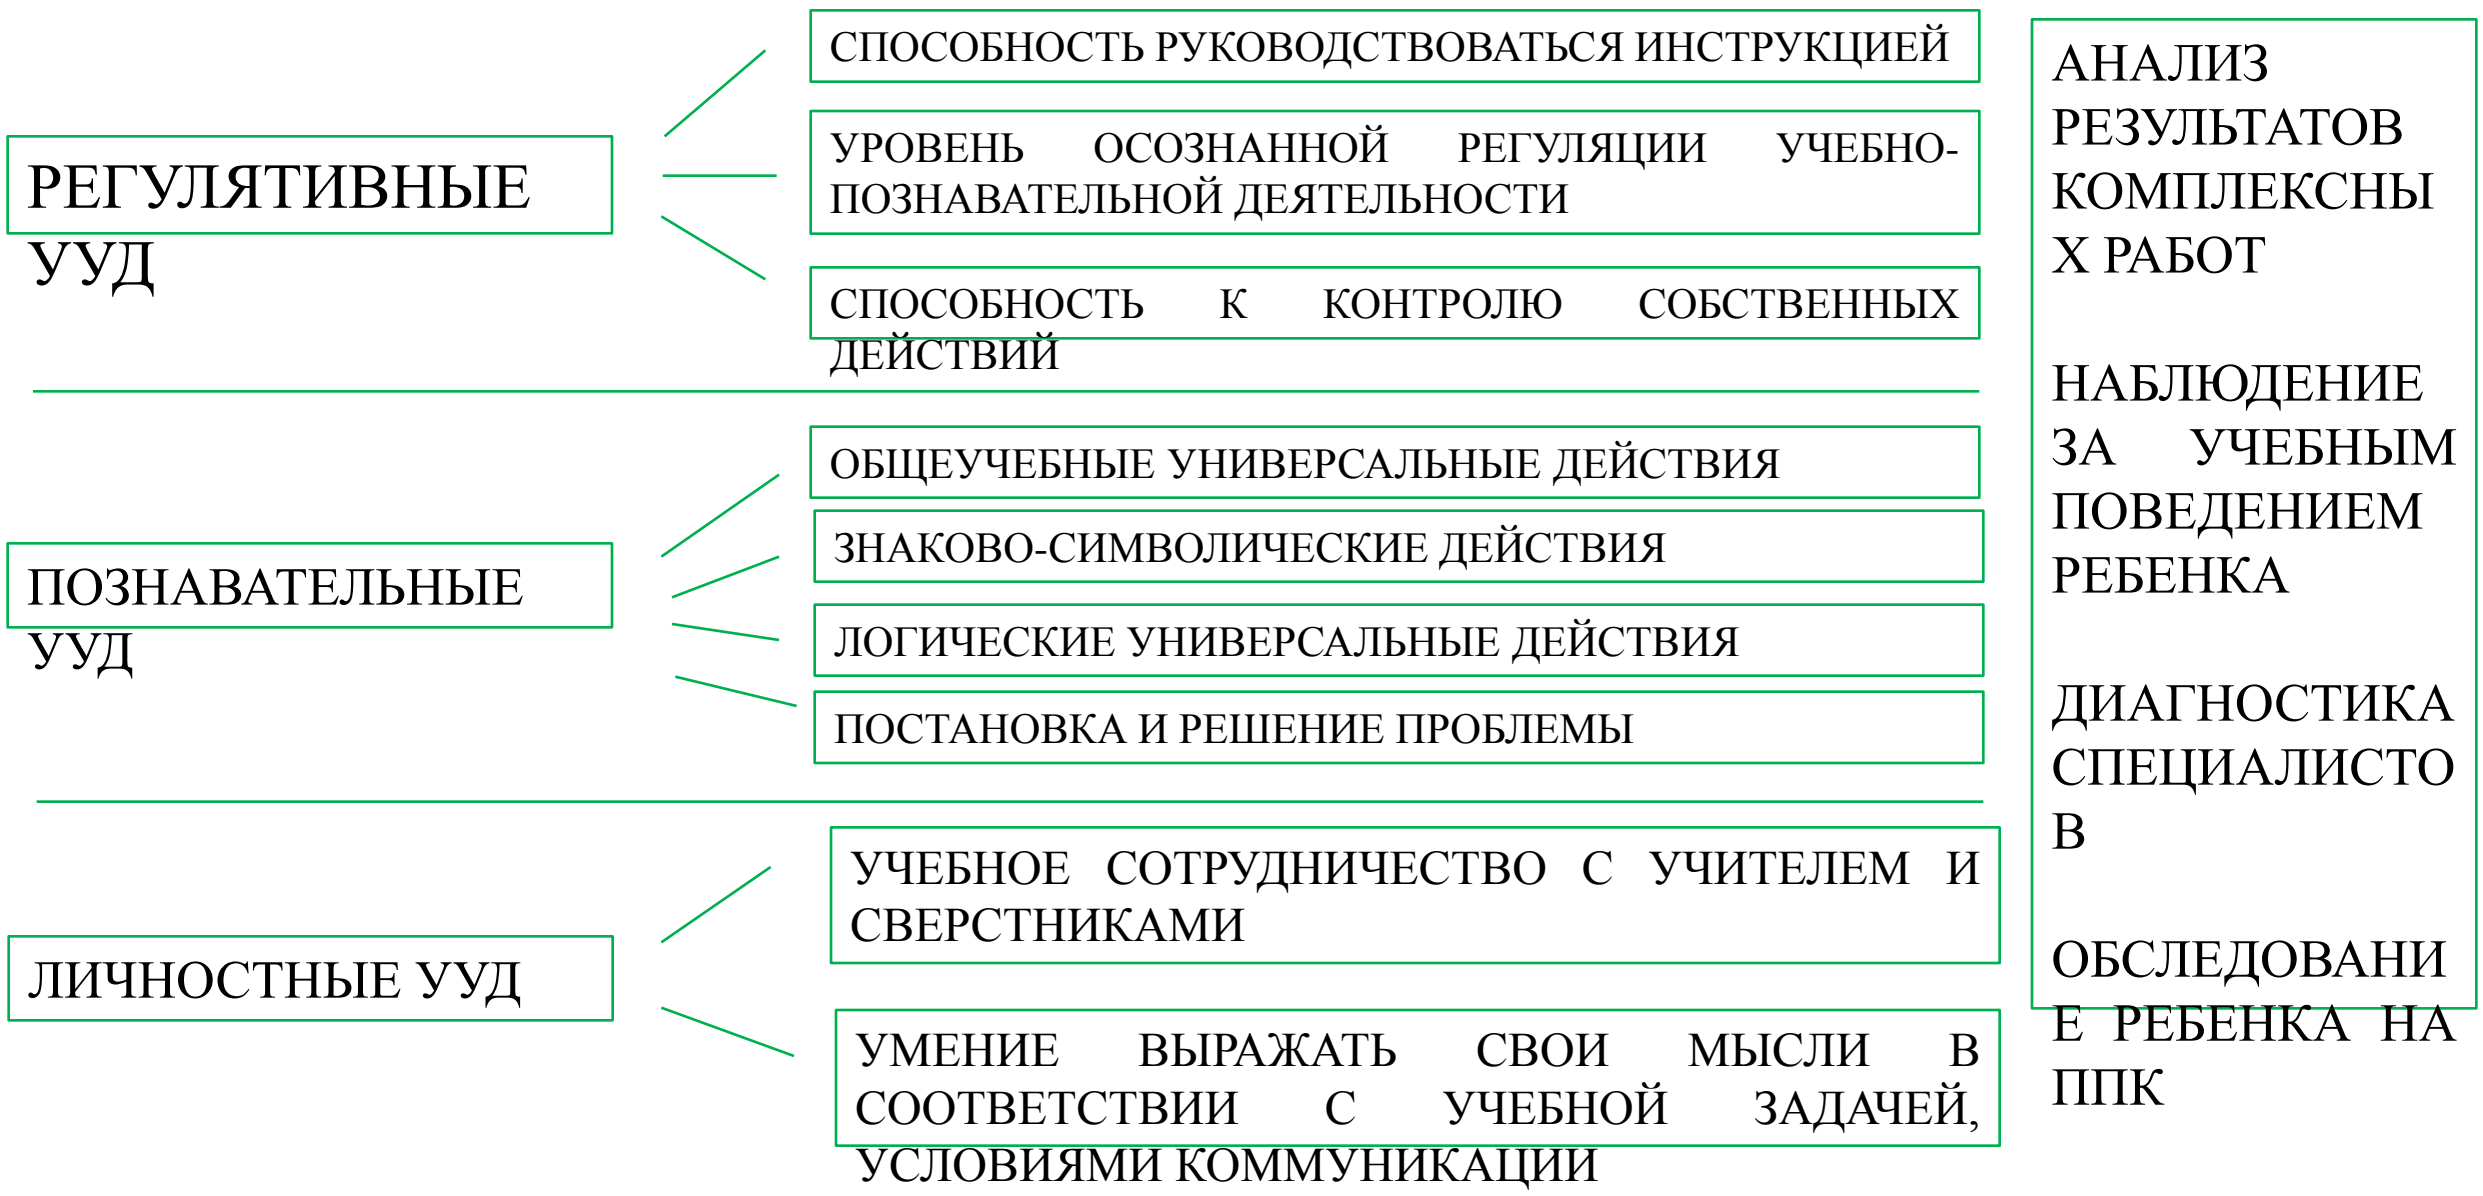 РЕГУЛЯТИВНЫЕ
УУД
СПОСОБНОСТЬ РУКОВОДСТВОВАТЬСЯ ИНСТРУКЦИЕЙ
УРОВЕНЬ ОСОЗНАННОЙ РЕГУЛЯЦИИ УЧЕБНО-
ПОЗНАВАТЕЛЬНОЙ ДЕЯТЕЛЬНОСТИ
СПОСОБНОСТЬ К КОНТРОЛЮ СОБСТВЕННЫХ
ДЕЙСТВИЙ
ПОЗНАВАТЕЛЬНЫЕ
УУД
ОБЩЕУЧЕБНЫЕ УНИВЕРСАЛЬНЫЕ ДЕЙСТВИЯ
ЗНАКОВО-СИМВОЛИЧЕСКИЕ ДЕЙСТВИЯ
ЛОГИЧЕСКИЕ УНИВЕРСАЛЬНЫЕ ДЕЙСТВИЯ
ПОСТАНОВКА И РЕШЕНИЕ ПРОБЛЕМЫ
ЛИЧНОСТНЫЕ УУД
УЧЕБНОЕ СОТРУДНИЧЕСТВО С УЧИТЕЛЕМ И
СВЕРСТНИКАМИ
УМЕНИЕ ВЫРАЖАТЬ СВОИ МЫСЛИ В
СООТВЕТСТВИИ С УЧЕБНОЙ ЗАДАЧЕЙ,
УСЛОВИЯМИ КОММУНИКАЦИИ
АНАЛИЗ
РЕЗУЛЬТАТОВ
КОМПЛЕКСНЫ
Х РАБОТ
НАБЛЮДЕНИЕ
ЗА УЧЕБНЫМ
ПОВЕДЕНИЕМ
РЕБЕНКА
ДИАГНОСТИКА
СПЕЦИАЛИСТО
В
ОБСЛЕДОВАНИ
Е РЕБЕНКА НА
ППК